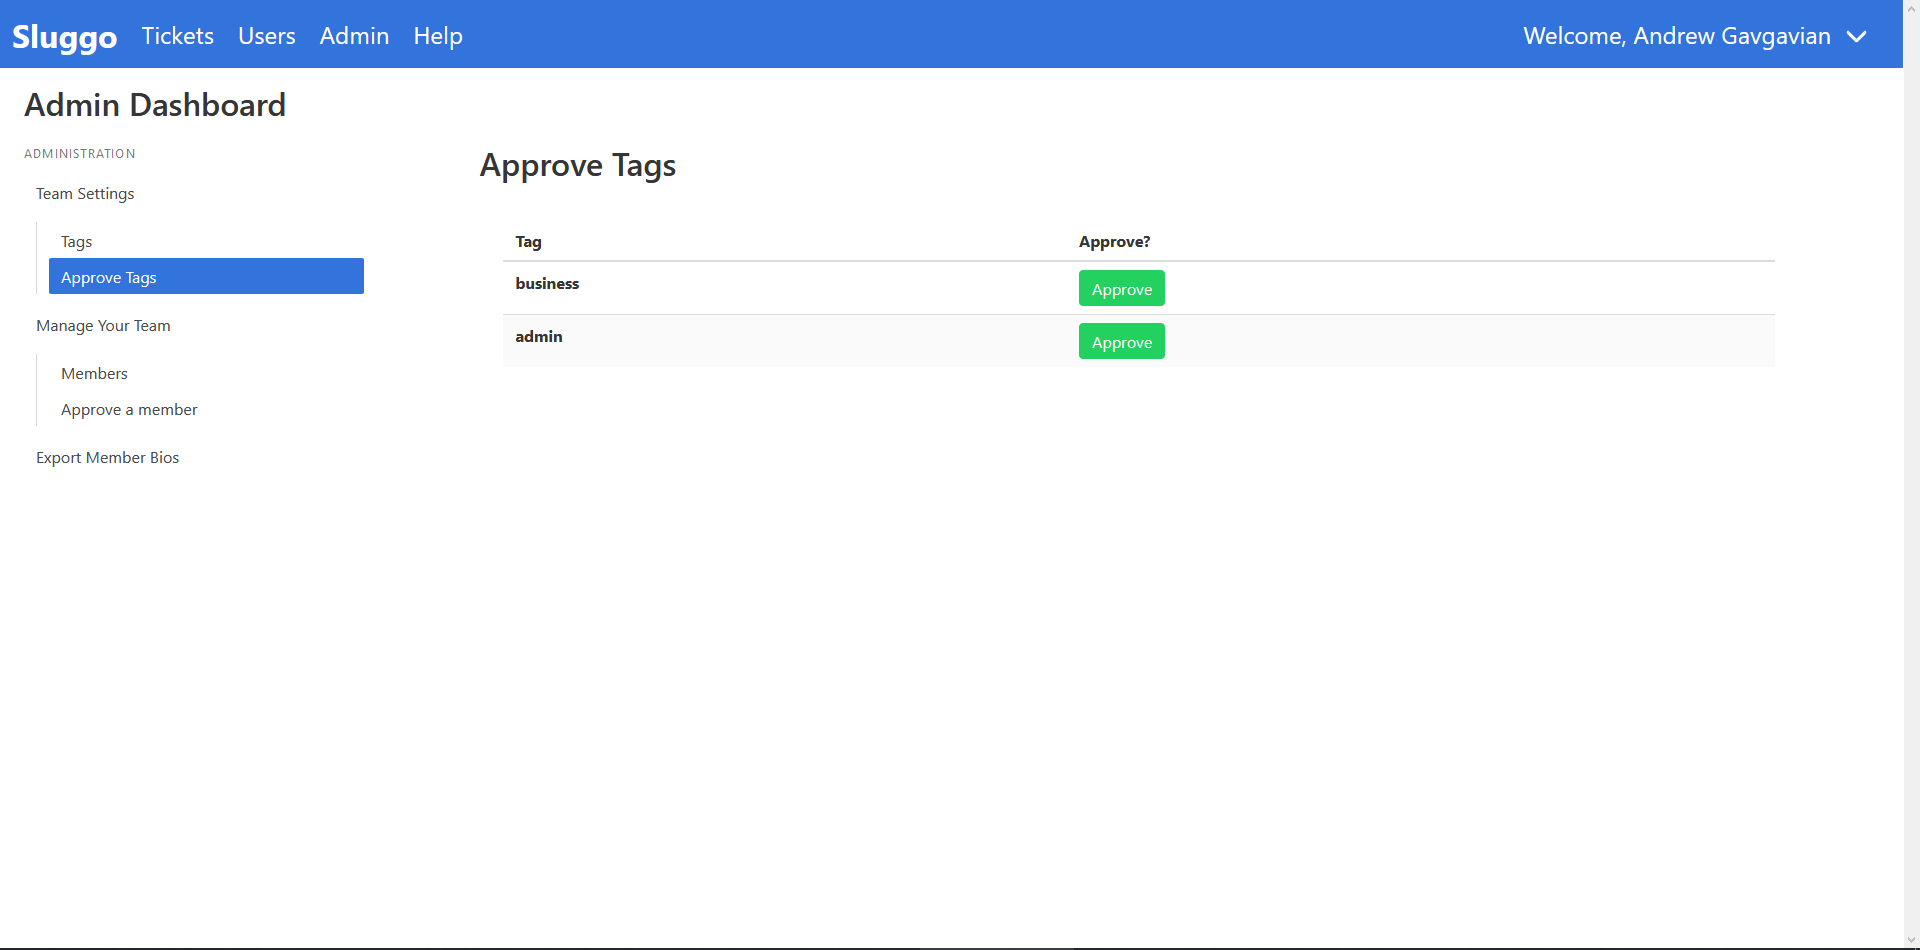 Sluggo Tickets Users Admin Help Welcome, Andrew Gavgavian
Admin Dashboard
ADMINISTRATION
Team Settings
Tags
Approve Tags
Manage Your Team
Members
Approve a member
Export Member Bios
Approve Tags
Tag Approve?
business Approve
admin Approve